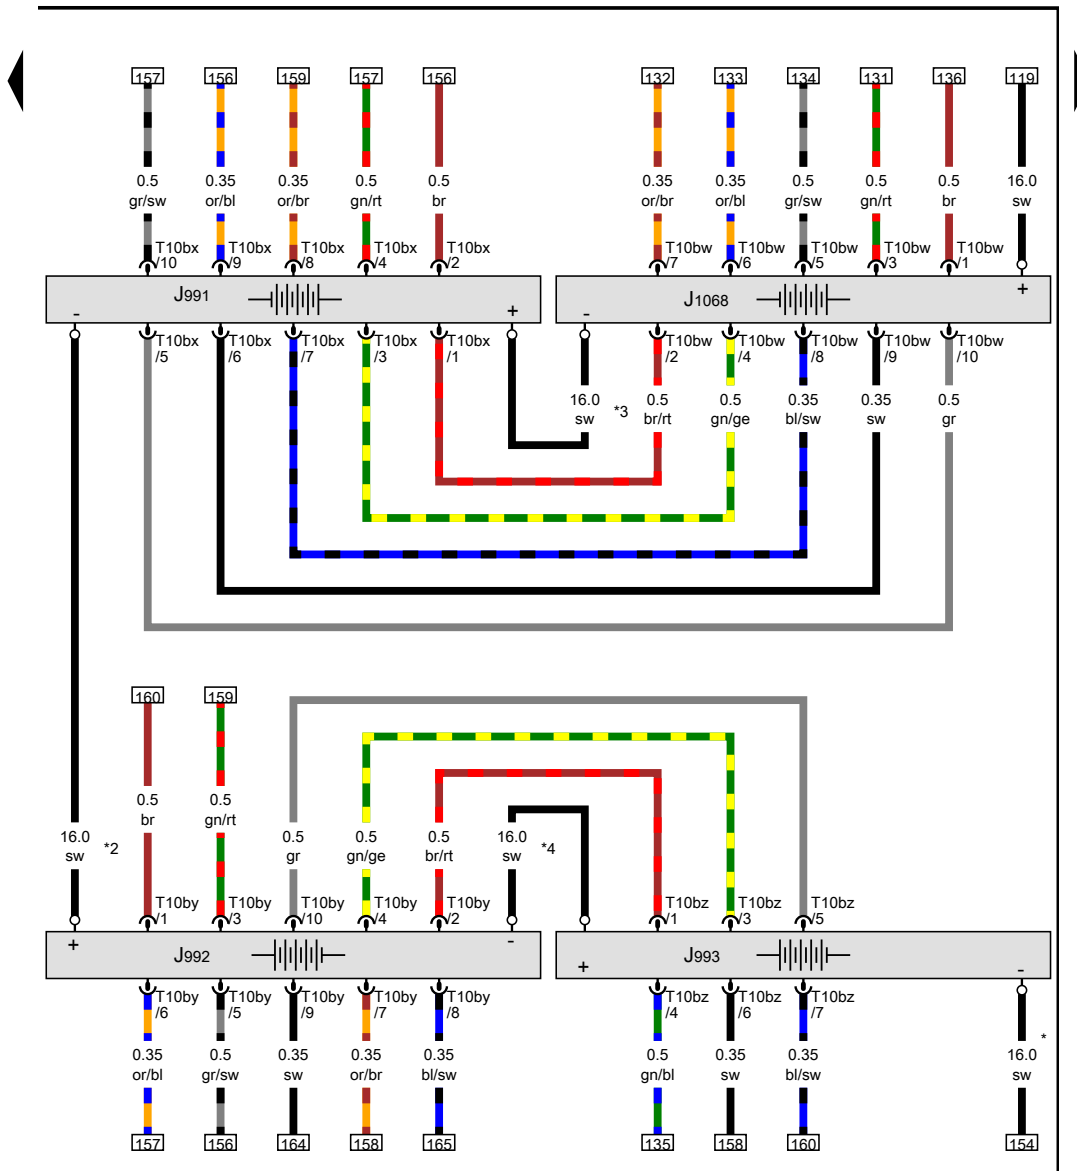 157 156 159 157 156 132 133 134 131 136 119
0.5 0.35 0.35 0.5 0.5 0.35 0.35 0.5 0.5 0.5 16.0
gr/sw or/bl or/br gn/rt br or/br or/bl gr/sw gn/rt br sw
T10bx T10bx T10bx T10bx T10bx T10bw T10bw T10bw T10bw T10bw
/10 /9 /8 /4 /2 /7 /6 /5 /3 /1
J991 J1068 +
- + -
T10bx T10bx T10bx T10bx T10bx T10bw T10bw T10bw T10bw T10bw
/5 /6 /7 /3 /1 /2 /4 /8 /9 /10
16.0 0.5 0.5 0.35 0.35 0.5
sw *3 br/rt gn/ge bl/sw sw gr
160 159
0.5 0.5
br gn/rt
16.0 0.5 0.5 0.5 16.0
sw *2 gr gn/ge br/rt sw *4
T10by T10by T10by T10by T10by T10bz T10bz T10bz
/1 /3 /10 /4 /2 /1 /3 /5
+ -
J992 J993
+ -
T10by T10by T10by T10by T10by T10bz T10bz T10bz
/6 /5 /9 /7 /8 /4 /6 /7
*
0.35 0.5 0.35 0.35 0.35 0.5 0.35 0.35 16.0
or/bl gr/sw sw or/br bl/sw gn/bl sw bl/sw sw
157 156 164 158 165 135 158 160 154